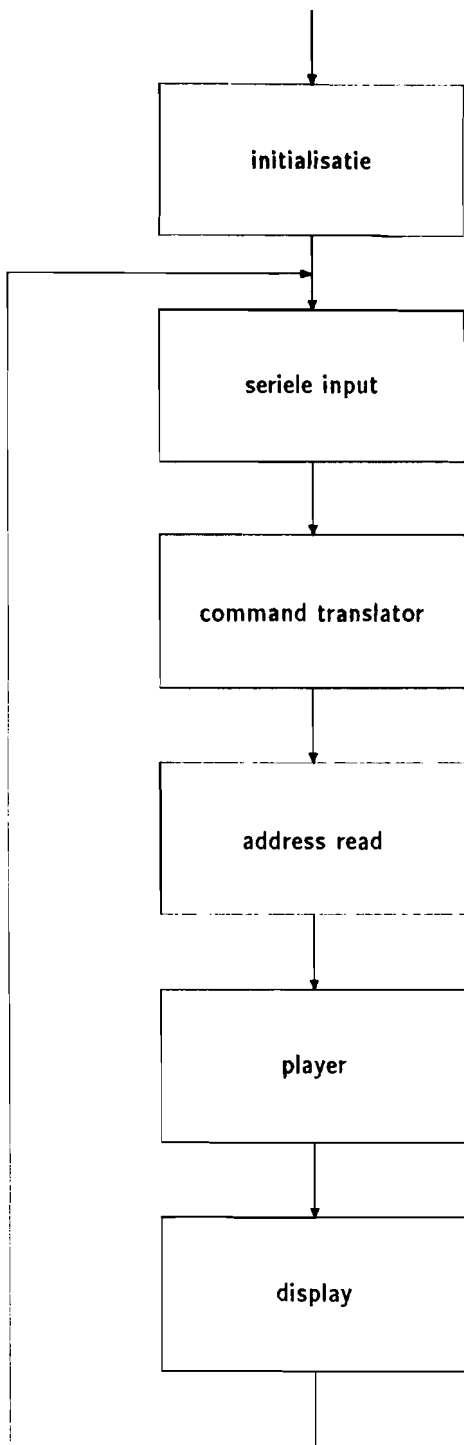 initialisatie
seriele input
command translator
address read
player
display